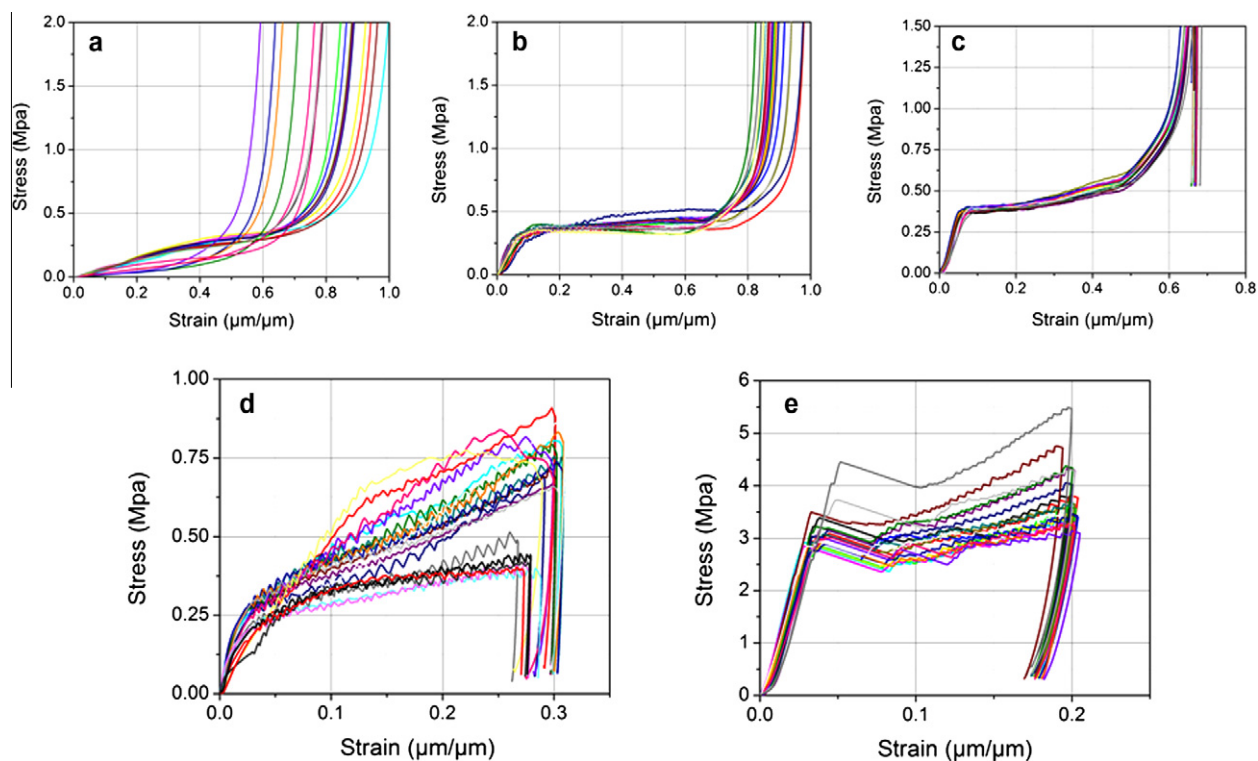 a
2.0
1.5
1.0
0.5
0.0
Stress (Mpa)
0.0 0.2 0.4 0.6 0.8 1.0
Strain (µm/µm)
b
2.0
1.5
1.0
0.5
0.0
Stress (Mpa)
0.0 0.2 0.4 0.6 0.8 1.0
Strain (µm/µm)
c
1.50
1.25
1.00
0.75
0.50
0.25
0.00
Stress (Mpa)
0.0 0.2 0.4 0.6 0.8
Strain (µm/µm)
d
1.00
0.75
0.50
0.25
0.00
Stress (Mpa)
0.0 0.1 0.2 0.3
Strain (µm/µm)
e
6
5
4
3
2
1
0
Stress (Mpa)
0.0 0.1 0.2
Strain (µm/µm)